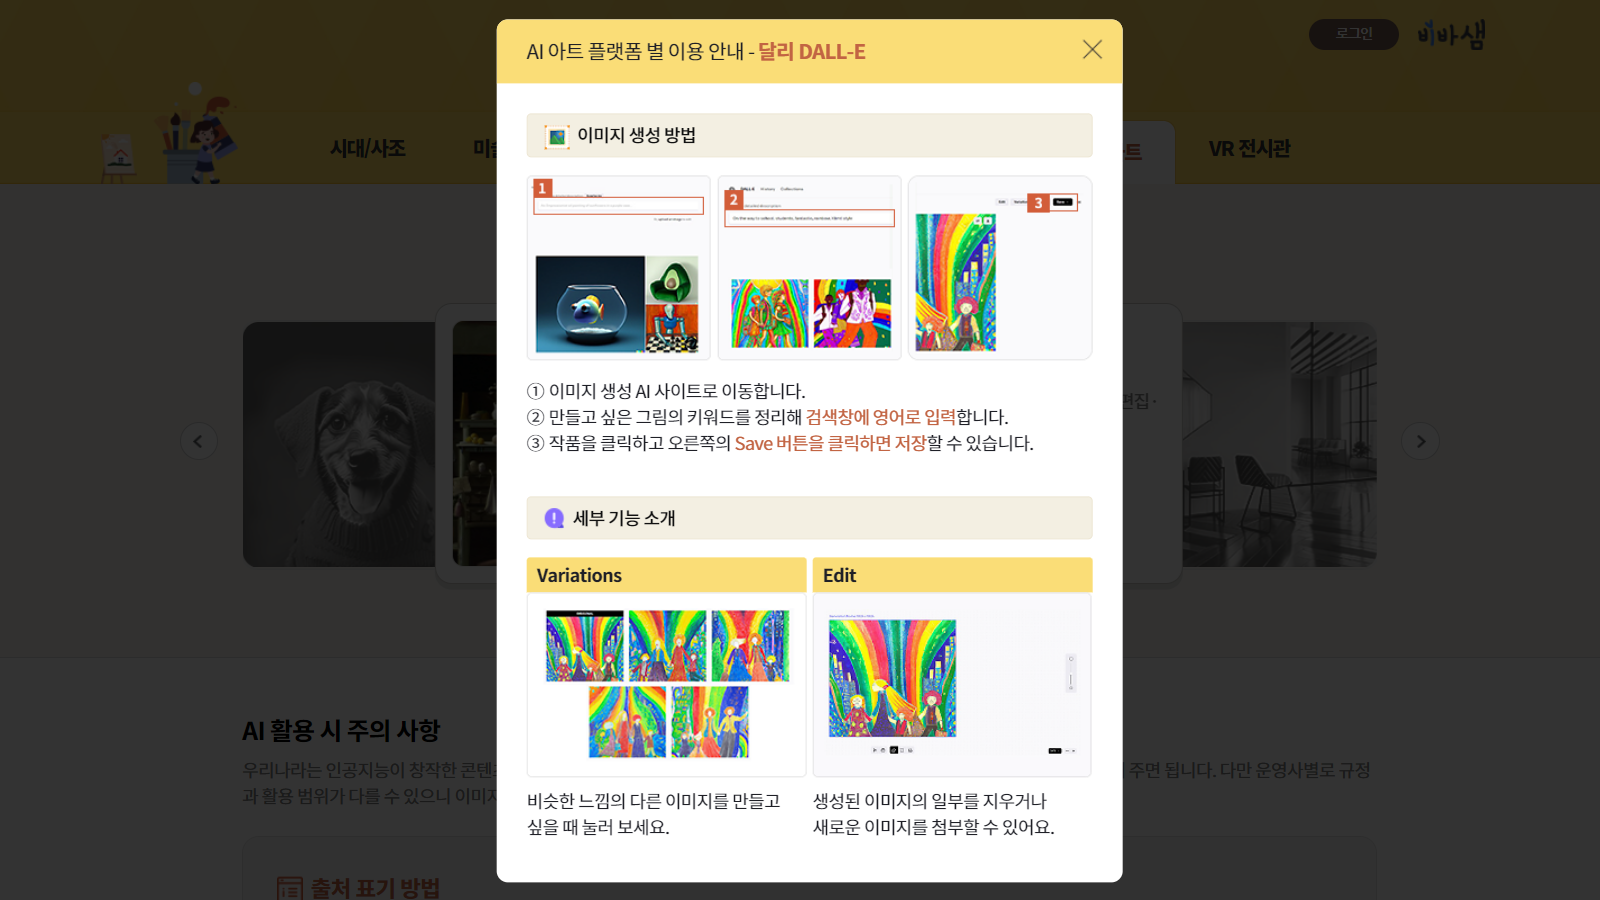 로그인
비바샘
AI 아트 플랫폼 별 이용 안내 - 달리 DALL-E
시대/사조
VR 전시관
이미지 생성 방법
1
2
3
DALL-E
On the way to school, students, fantastic, rainbow, Klimt style
① 이미지 생성 AI 사이트로 이동합니다.
② 만들고 싶은 그림의 키워드를 정리해 검색창에 영어로 입력합니다.
③ 작품을 클릭하고 오른쪽의 Save 버튼을 클릭하면 저장할 수 있습니다.
편집 ·
세부 기능 소개
Variations
Edit
비슷한 느낌의 다른 이미지를 만들고
싶을 때 눌러 보세요.
생성된 이미지의 일부를 지우거나
새로운 이미지를 첨부할 수 있어요.
AI 활용 시 주의 사항
우리나라는 인공지능이 창작한 콘텐 주면 됩니다. 다만 운영사별로 규정
과 활용 범위가 다를 수 있으니 이미지
출처 표기 방법